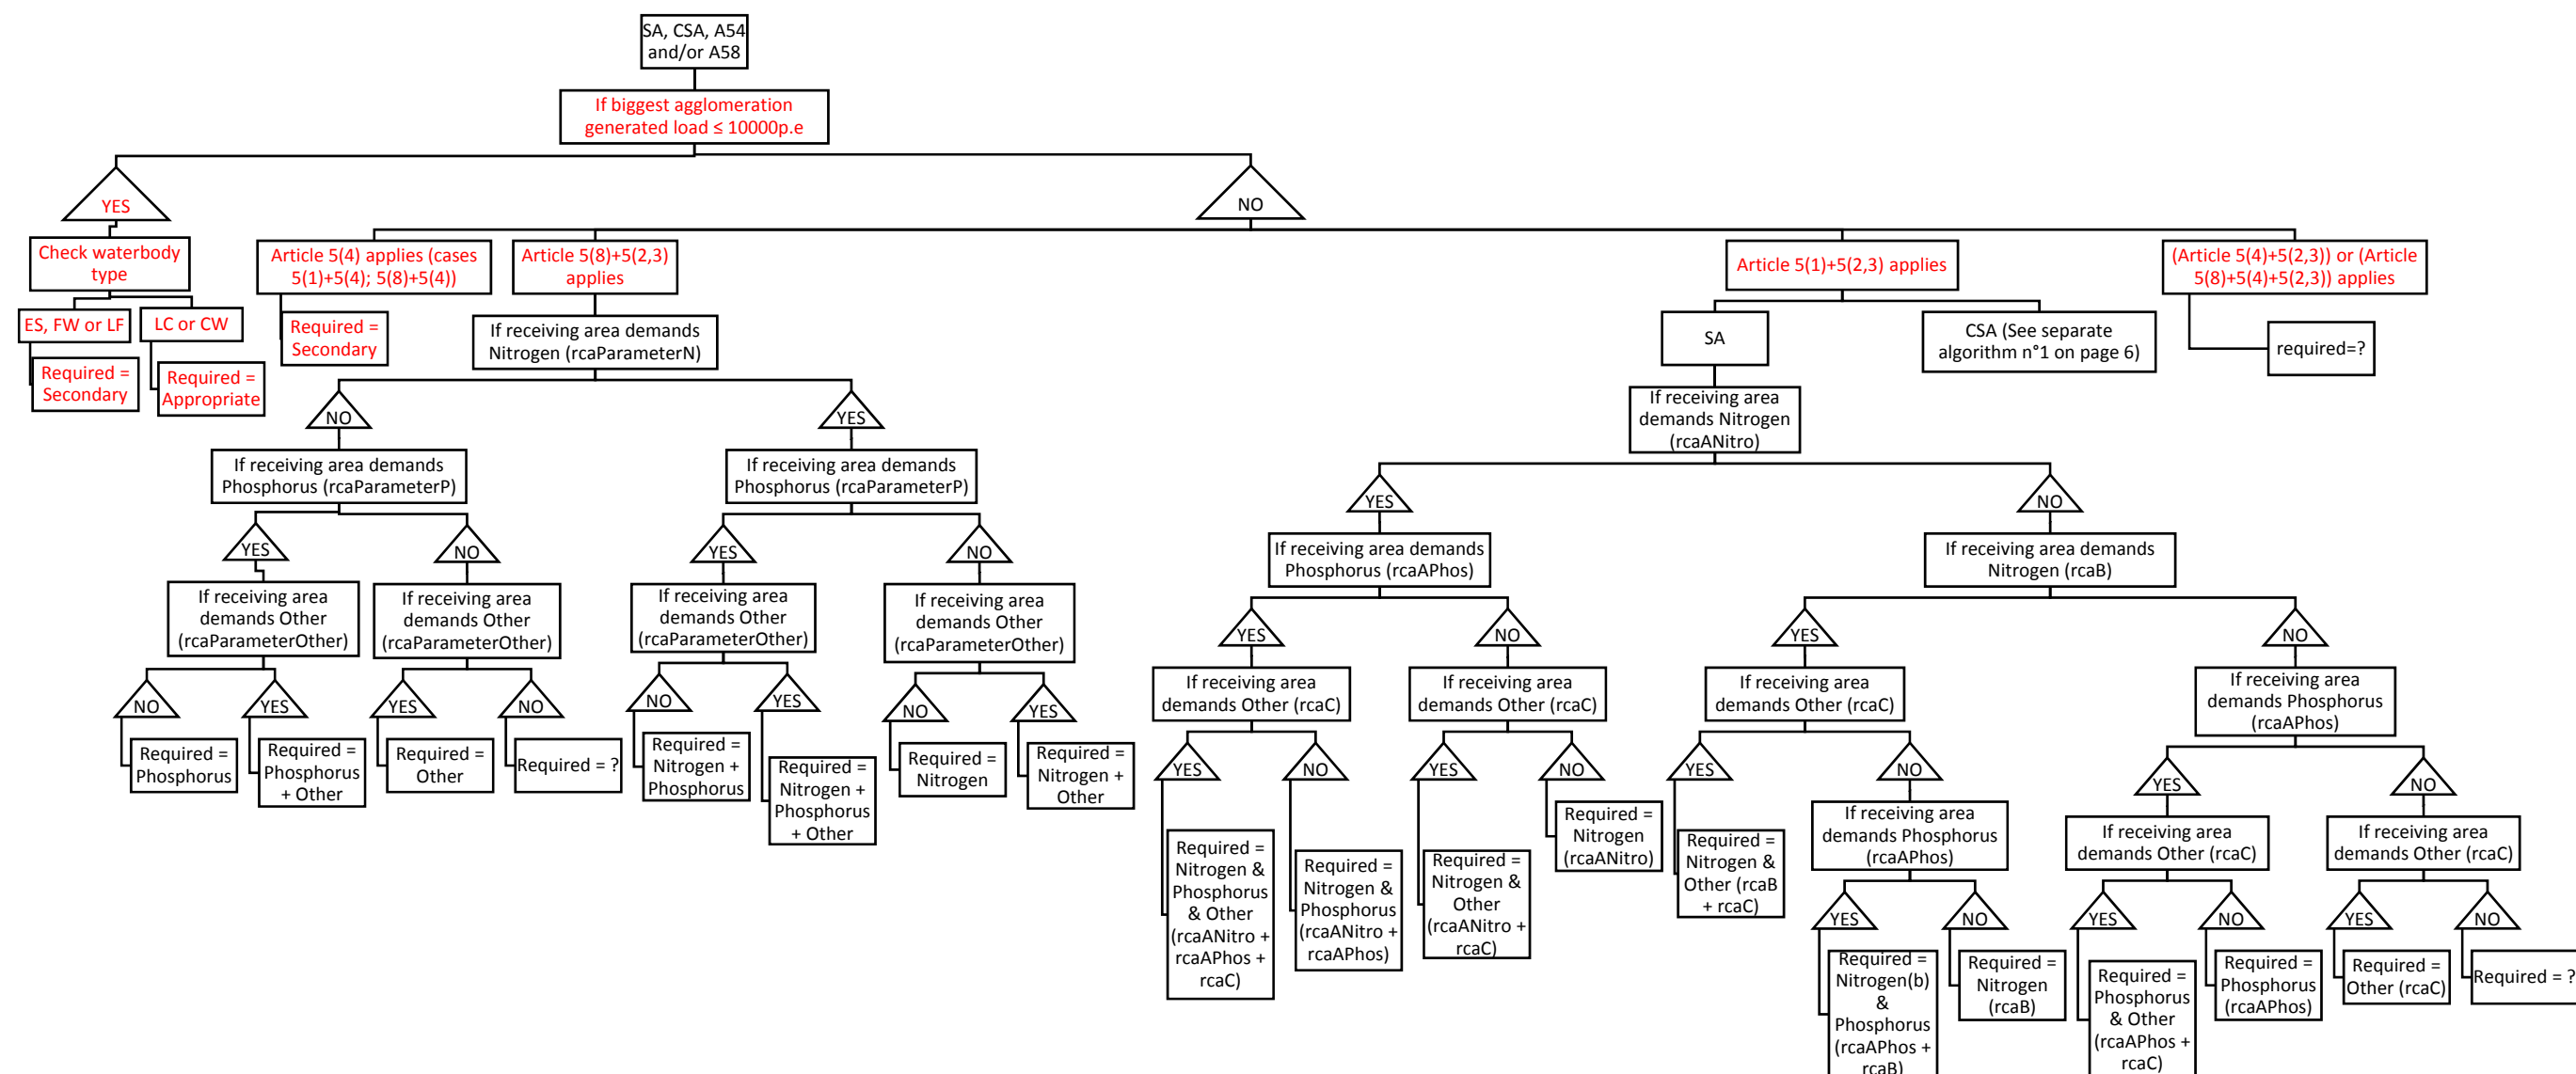 SA, CSA, A54
and/or A58
If biggest agglomeration
generated load ≤ 10000p.e
YES
NO
Check waterbody
type
Article 5(4) applies (cases
5(1)+5(4); 5(8)+5(4))
Article 5(8)+5(2,3)
applies
Article 5(1)+5(2,3) applies
(Article 5(4)+5(2,3)) or (Article
5(8)+5(4)+5(2,3)) applies
ES, FW or LF
LC or CW
Required =
Secondary
Required =
Appropriate
Required =
Secondary
If receiving area demands
Nitrogen (rcaParameterN)
SA
CSA (See separate
algorithm n°1 on page 6)
required=?
NO
YES
If receiving area
demands Nitrogen
(rcaANitro)
If receiving area demands
Phosphorus (rcaParameterP)
If receiving area demands
Phosphorus (rcaParameterP)
YES
NO
YES
NO
YES
NO
If receiving area demands
Phosphorus (rcaAPhos)
If receiving area demands
Nitrogen (rcaB)
If receiving area
demands Other
(rcaParameterOther)
If receiving area
demands Other
(rcaParameterOther)
If receiving area
demands Other
(rcaParameterOther)
If receiving area
demands Other
(rcaParameterOther)
YES
NO
YES
NO
NO
YES
YES
NO
NO
YES
NO
YES
If receiving area
demands Other (rcaC)
If receiving area
demands Other (rcaC)
If receiving area
demands Other (rcaC)
If receiving area
demands Phosphorus
(rcaAPhos)
Required =
Phosphorus
Required =
Phosphorus
+ Other
Required =
Other
Required = ?
Required =
Nitrogen +
Phosphorus
Required =
Nitrogen +
Phosphorus
+ Other
Required =
Nitrogen
Required =
Nitrogen +
Other
YES
NO
YES
NO
YES
NO
YES
NO
Required =
Nitrogen &
Phosphorus
& Other
(rcaANitro +
rcaAPhos +
rcaC)
Required =
Nitrogen &
Phosphorus
(rcaANitro +
rcaAPhos)
Required =
Nitrogen &
Other
(rcaANitro +
rcaC)
Required =
Nitrogen
(rcaANitro)
Required =
Nitrogen &
Other (rcaB
+ rcaC)
If receiving area
demands Phosphorus
(rcaAPhos)
If receiving area
demands Other (rcaC)
If receiving area
demands Other (rcaC)
YES
NO
YES
NO
YES
NO
Required =
Nitrogen(b)
&
Phosphorus
(rcaAPhos +
rcaB)
Required =
Nitrogen
(rcaB)
Required =
Phosphorus
& Other
(rcaAPhos +
rcaC)
Required =
Phosphorus
(rcaAPhos)
Required =
Other (rcaC)
Required = ?